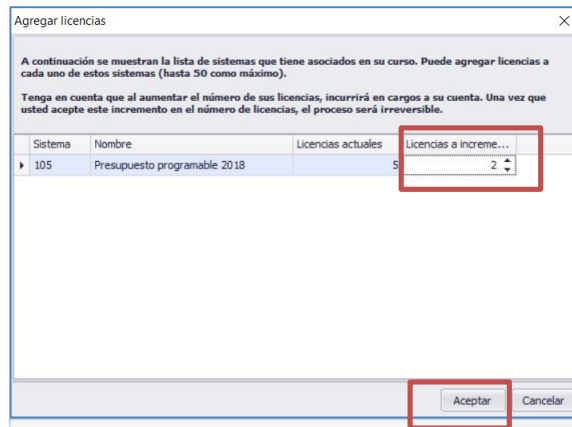 Agregar licencias
A continuación se muestran la lista de sistemas que tiene asociados en su curso. Puede agregar licencias a
cada uno de estos sistemas (hasta 50 como máximo).
Tenga en cuenta que al aumentar el número de sus licencias, incurrirá en cargos a su cuenta. Una vez que
usted acepte este incremento en el número de licencias, el proceso será irreversible.
Sistema Nombre Licencias actuales Licencias a increme...
105 Presupuesto programable 2018 5 2
Aceptar Cancelar